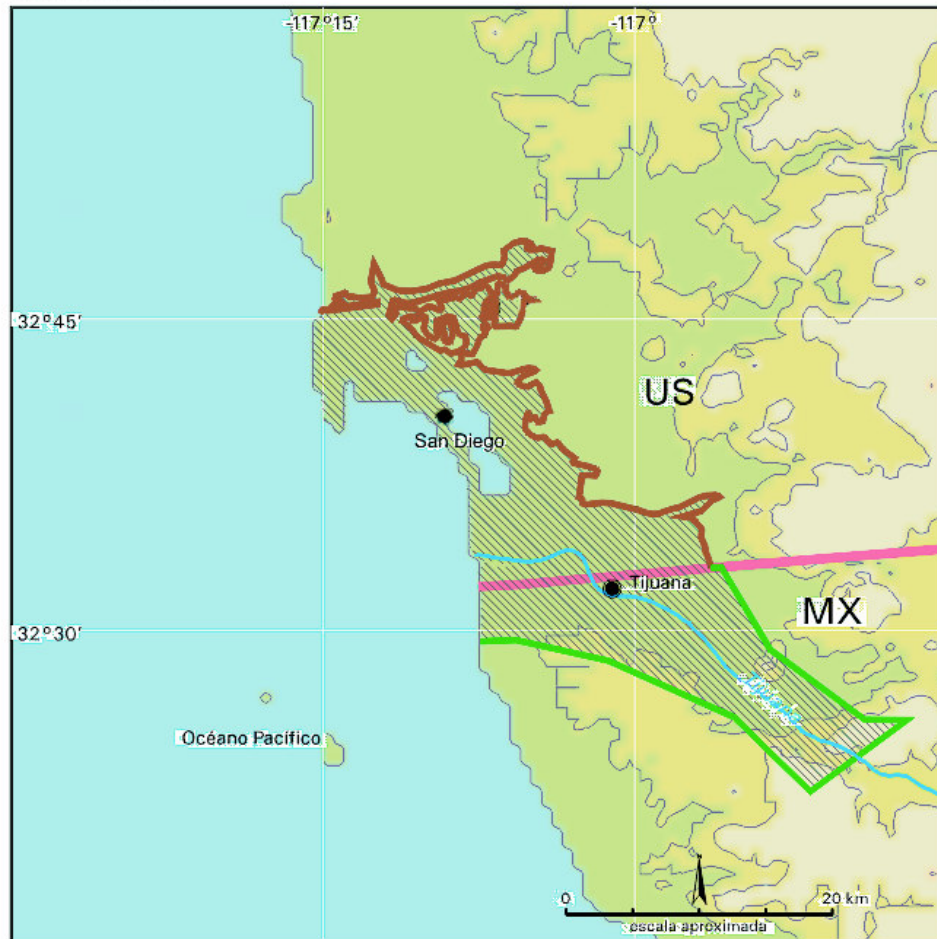 -117°15′
-117°
32°45′
US
San Diego
Tijuana
MX
32°30′
Tijuana
Océano Pacífico
0
20 km
escala aproximada